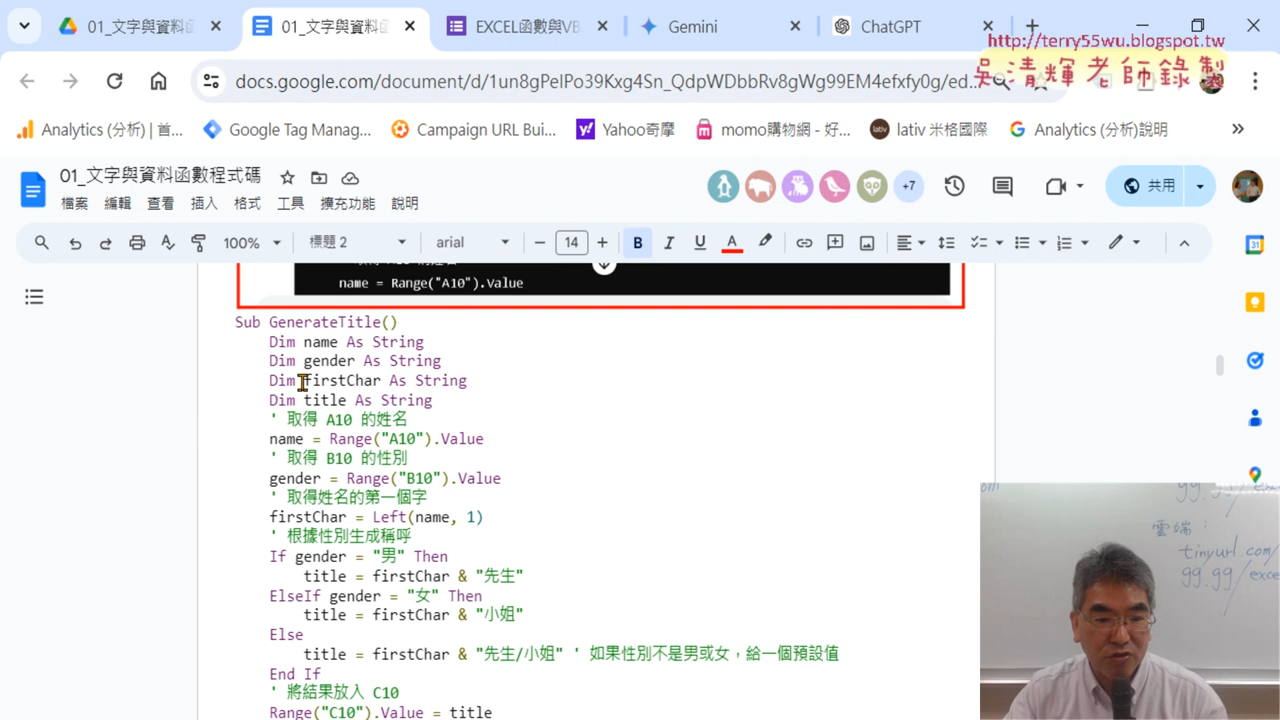 01_文字與資料
01_文字與資料函
EXCEL函數與VB
Gemini
ChatGPT
http://terry55wu.blogspot.tw
吳清輝老師錄製
docs.google.com/document/d/1un8gPelPo39Kxg4Sn_QdpWDbbRv8gWg99EM4efxfy0g/ed...
Analytics (分析) | 首...
Google Tag Manag...
Campaign URL Bui...
Yahoo奇摩
momo購物網 - 好...
lativ 米格國際
Analytics (分析)說明
01_文字與資料函數程式碼
+7
共用
檔案 編輯 查看 插入 格式 工具 擴充功能 說明
100% 標題 2 arial 14 B I U A
name = Range("A10").Value
Sub GenerateTitle()
Dim name As String
Dim gender As String
Dim firstChar As String
Dim title As String
' 取得 A10 的姓名
name = Range("A10").Value
' 取得 B10 的性別
gender = Range("B10").Value
' 取得姓名的第一個字
firstChar = Left(name, 1)
' 根據性別生成稱呼
If gender = "男" Then
title = firstChar & "先生"
ElseIf gender = "女" Then
title = firstChar & "小姐"
Else
title = firstChar & "先生/小姐" ' 如果性別不是男或女，給一個預設值
End If
' 將結果放入 C10
Range("C10").Value = title
雲端：
tinyurl.com/
gg.gg/exce